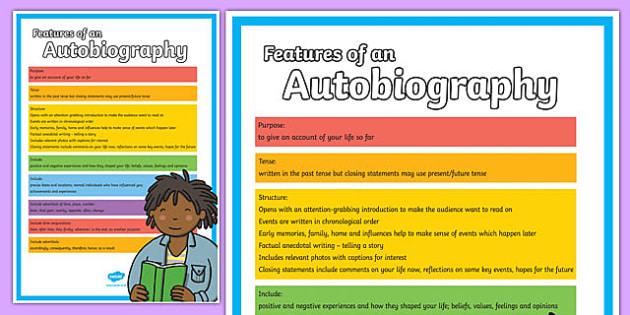 Features of an
Autobiography
Purpose:
to give an account of your life so far
Tense:
written in the past tense but closing statements may use present/future tense
Structure:
Opens with an attention-grabbing introduction to make the audience want to read on
Events are written in chronological order
Early memories, family, home and influences help to make sense of events which happen later
Factual anecdotal writing – telling a story
Includes relevant photos with captions for interest
Closing statements include comments on your life now, reflections on some key events, hopes for the future
Include:
positive and negative experiences and how they shaped your life; beliefs, values, feelings and opinions
Include:
precise dates and locations, named individuals who have influenced you,
achievements and experiences
Include adverbials of time, place, number:
Include time
Include adverbials
accordingly, consequently, therefore, hence, as a result
twinkl
Features of an
Autobiography
Purpose:
to give an account of your life so far
Tense:
written in the past tense but closing statements may use present/future tense
Structure:
Opens with an attention-grabbing introduction to make the audience want to read on
Events are written in chronological order
Early memories, family, home and influences help to make sense of events which happen later
Factual anecdotal writing – telling a story
Includes relevant photos with captions for interest
Closing statements include comments on your life now, reflections on some key events, hopes for the future
Include:
positive and negative experiences and how they shaped your life; beliefs, values, feelings and opinions